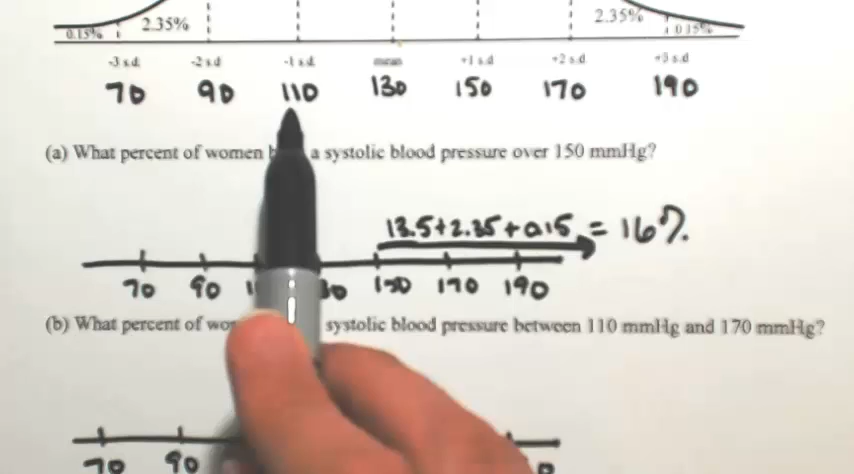 0.15% 2.35% 2.35% 0.15%
-3 s.d -2 s.d -1 s.d mean +1 s.d +2 s.d +3 s.d
70 90 110 130 150 170 190
(a) What percent of women a systolic blood pressure over 150 mmHg?
13.5+2.35+0.15 = 16%
70 90 150 170 190
(b) What percent of systolic blood pressure between 110 mmHg and 170 mmHg?
70 90